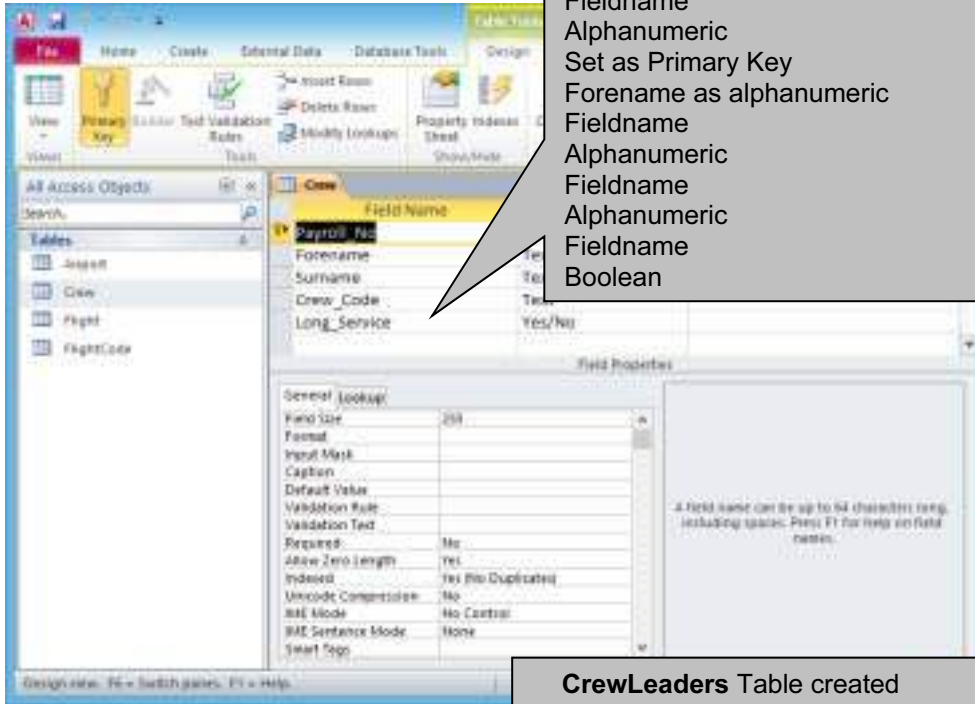 Fieldname
Alphanumeric
Set as Primary Key
Forename as alphanumeric
Fieldname
Alphanumeric
Fieldname
Alphanumeric
Fieldname
Boolean
Table Tools
File Home Create External Data Database Tools Design
View Primary Key Builder Test Validation Rules
Insert Rows
Delete Rows
Modify Lookups
Property Sheet Indexes
Views Tools Show/Hide
All Access Objects
Search..
Tables
Airport
Crew
Flight
FlightCode
Crew
Field Name
Payroll_No
Forename
Surname
Crew_Code Text
Long_Service Yes/No
Field Properties
General Lookup
Field Size 255
Format
Input Mask
Caption
Default Value
Validation Rule
Validation Text
Required No
Allow Zero Length Yes
Indexed Yes (No Duplicates)
Unicode Compression No
IME Mode No Control
IME Sentence Mode None
Smart Tags
A field name can be up to 64 characters long,
including spaces. Press F1 for help on field
names.
Design view. F6 = Switch panes. F1 = Help.
CrewLeaders Table created